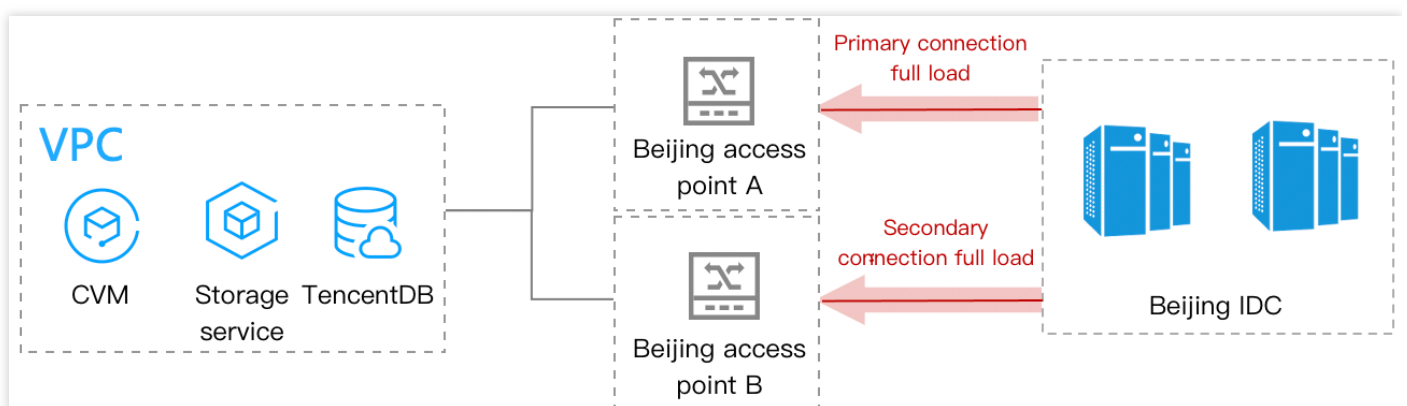 VPC
CVM
Storage
service
TencentDB
Beijing access
point A
Beijing access
point B
Primary connection
full load
Secondary
connection full load
Beijing IDC